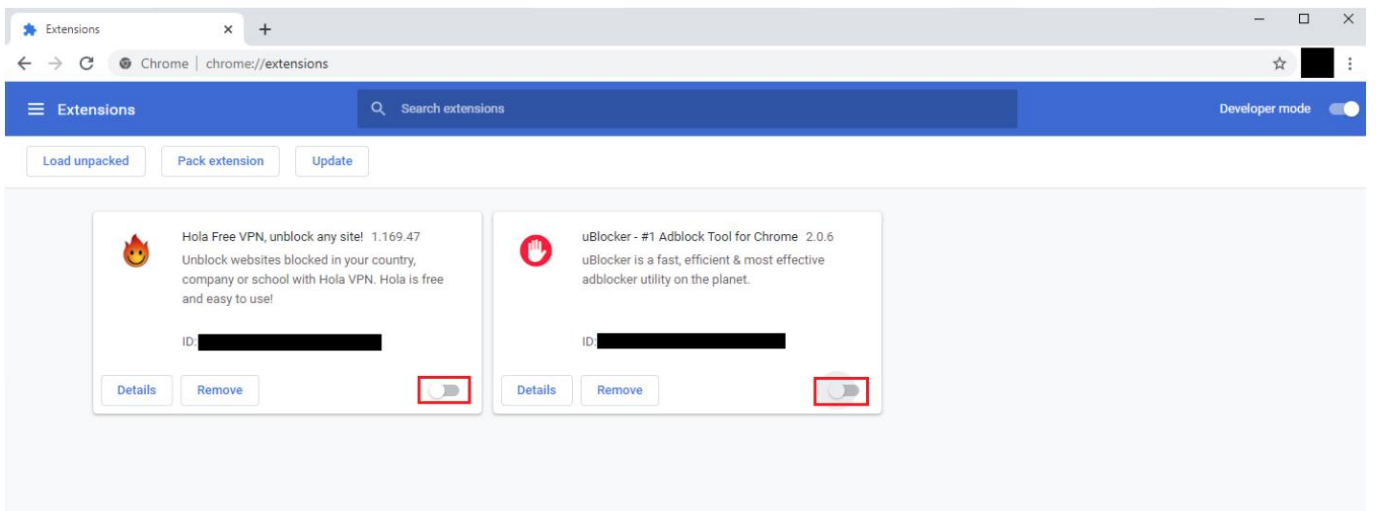 Extensions
Chrome | chrome://extensions
Extensions
Search extensions
Developer mode
Load unpacked
Pack extension
Update
Hola Free VPN, unblock any site! 1.169.47
Unblock websites blocked in your country,
company or school with Hola VPN. Hola is free
and easy to use!
ID:
Details
Remove
uBlocker - #1 Adblock Tool for Chrome 2.0.6
uBlocker is a fast, efficient & most effective
adblocker utility on the planet.
ID:
Details
Remove